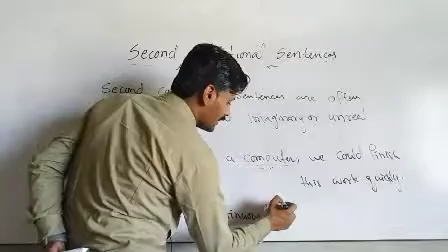 Second Sentences
Second sentences are often
imaginary or unreal
a computer, we could finish
this work quickly.